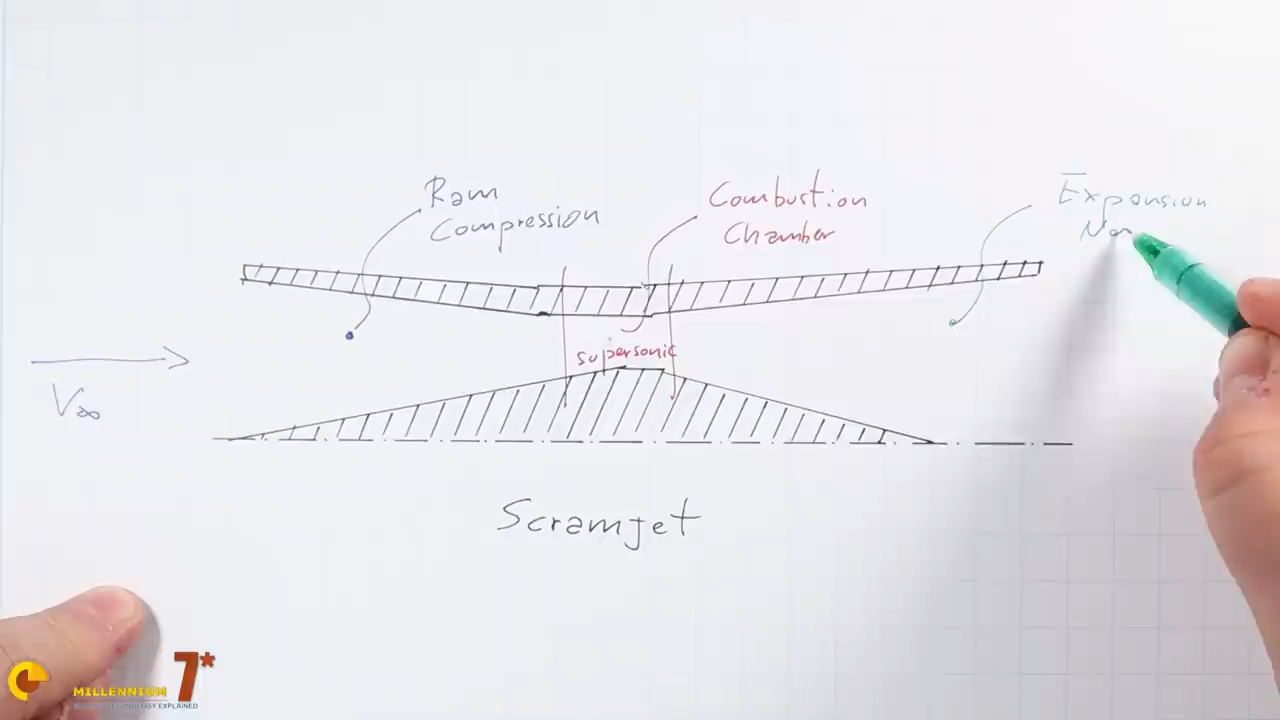 Ram
Compression
Combustion
Chamber
Expansion
supersonic
V∞
Scramjet
MILLENNIUM 7*